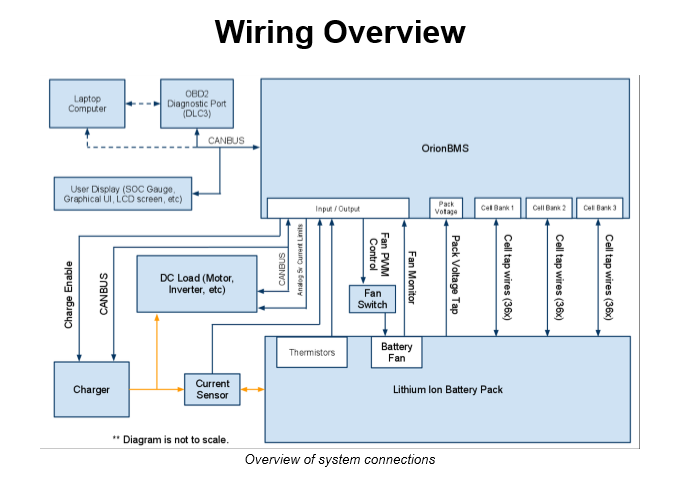 Wiring Overview
Laptop
Computer
OBD2
Diagnostic Port
(DLC3)
CANBUS
OrionBMS
User Display (SOC Gauge,
Graphical UI, LCD screen, etc)
Input / Output
Pack
Voltage
Cell Bank 1
Cell Bank 2
Cell Bank 3
Charge Enable
CANBUS
DC Load (Motor,
Inverter, etc)
CANBUS
Analog 5v Current Limits
Fan PWM
Control
Fan Monitor
Pack Voltage Tap
Cell tap wires (36x)
Cell tap wires (36x)
Cell tap wires (36x)
Fan
Switch
Thermistors
Battery
Fan
Charger
Current
Sensor
Lithium Ion Battery Pack
** Diagram is not to scale.
Overview of system connections